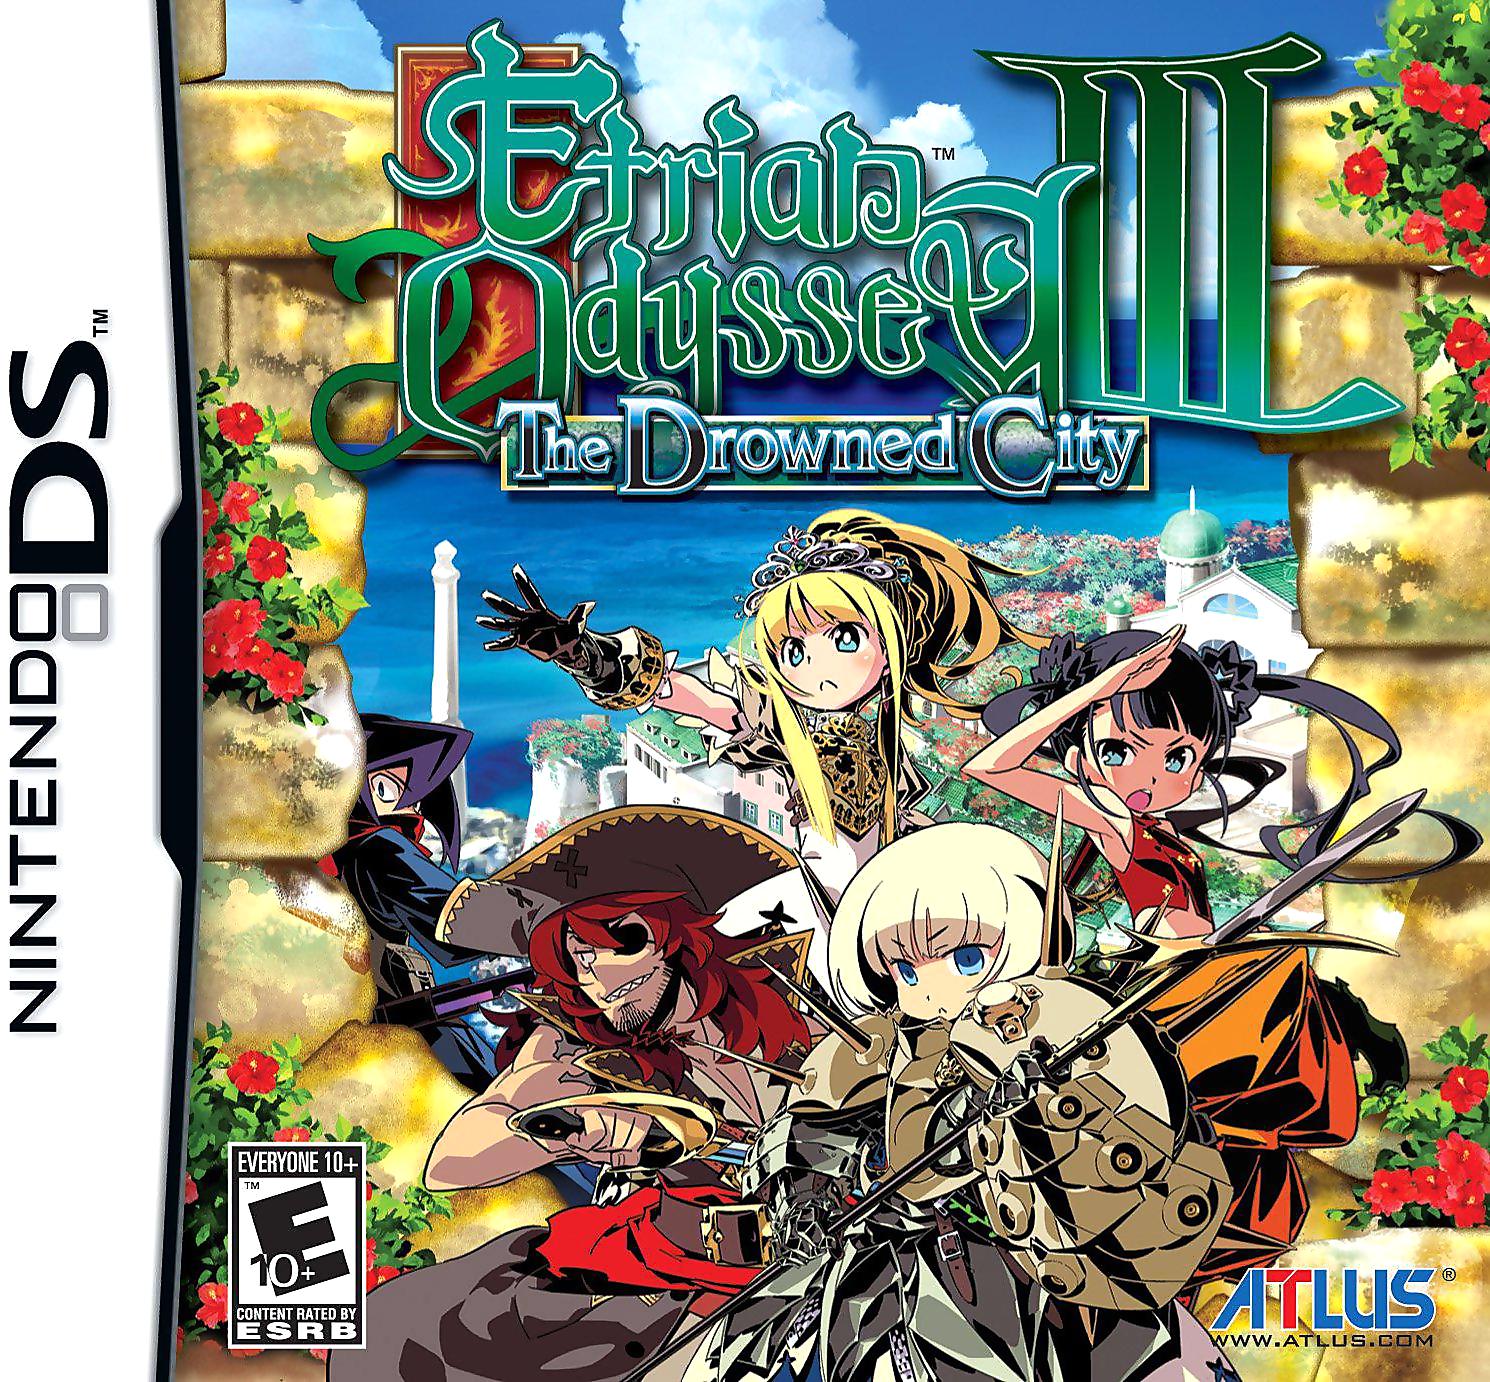 NINTENDO DS™
Etrian™
Odyssey III
The Drowned City
EVERYONE 10+
™
E
10+
CONTENT RATED BY
ESRB
ATLUS®
WWW.ATLUS.COM